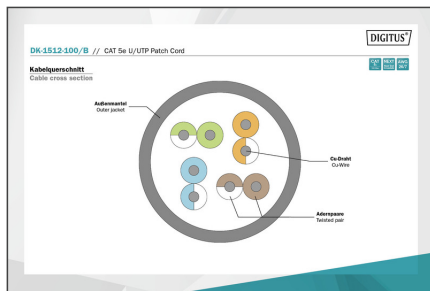 DIGITUS®
DK-1512-100/B // CAT 5e U/UTP Patch Cord
Kabelquerschnitt
Cable cross section
Außenmantel
Outer jacket
Cu-Draht
Cu-Wire
Adernpaare
Twisted pair